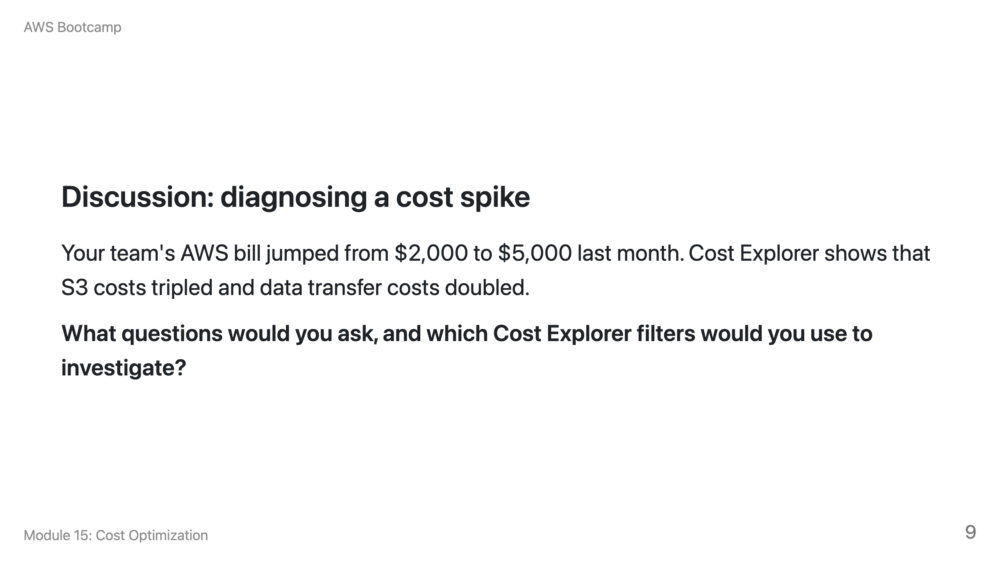 AWS Bootcamp
Discussion: diagnosing a cost spike
Your team's AWS bill jumped from $2,000 to $5,000 last month. Cost Explorer shows that
S3 costs tripled and data transfer costs doubled.
What questions would you ask, and which Cost Explorer filters would you use to
investigate?
Module 15: Cost Optimization
9